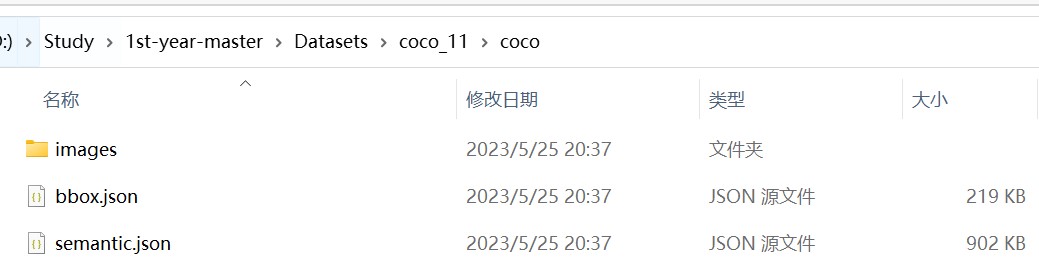 :) > Study > 1st-year-master > Datasets > coco_11 > coco
名称 修改日期 类型 大小
images 2023/5/25 20:37 文件夹
bbox.json 2023/5/25 20:37 JSON 源文件 219 KB
semantic.json 2023/5/25 20:37 JSON 源文件 902 KB